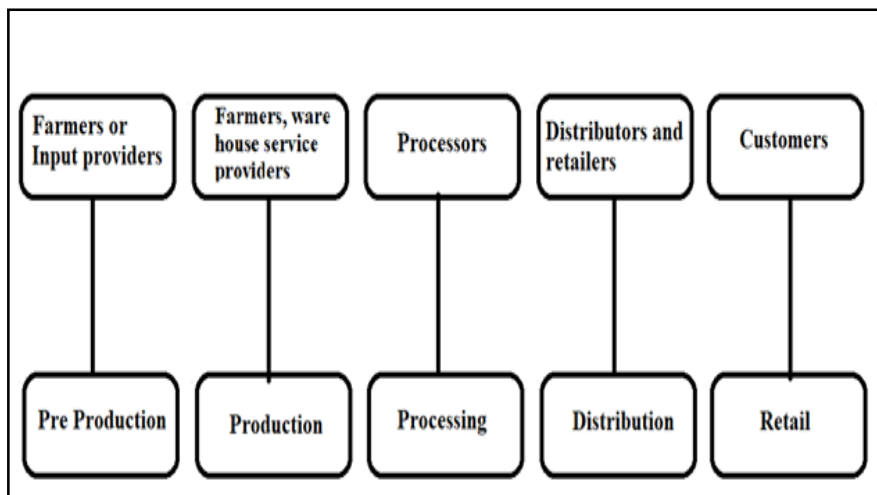 Farmers or
Input providers
Farmers, ware
house service
providers
Processors
Distributors and
retailers
Customers
Pre Production
Production
Processing
Distribution
Retail